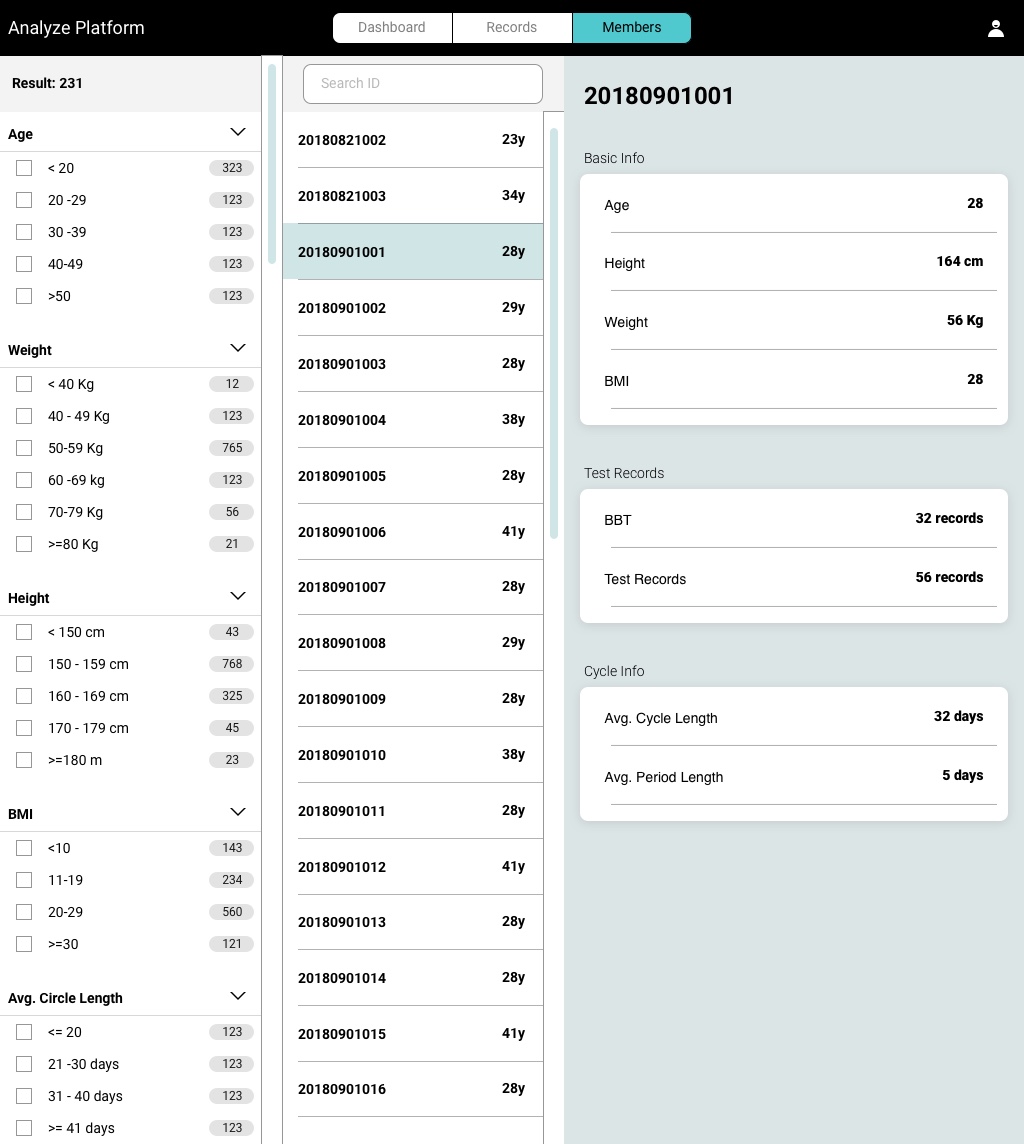 Analyze Platform
Dashboard
Records
Members
Result: 231
Age
< 20 323
20 -29 123
30 -39 123
40-49 123
>50 123
Weight
< 40 Kg 12
40 - 49 Kg 123
50-59 Kg 765
60 -69 kg 123
70-79 Kg 56
>=80 Kg 21
Height
< 150 cm 43
150 - 159 cm 768
160 - 169 cm 325
170 - 179 cm 45
>=180 m 23
BMI
<10 143
11-19 234
20-29 560
>=30 121
Avg. Circle Length
<= 20 123
21 -30 days 123
31 - 40 days 123
>= 41 days 123
Search ID
20180821002 23y
20180821003 34y
20180901001 28y
20180901002 29y
20180901003 28y
20180901004 38y
20180901005 28y
20180901006 41y
20180901007 28y
20180901008 29y
20180901009 28y
20180901010 38y
20180901011 28y
20180901012 41y
20180901013 28y
20180901014 28y
20180901015 41y
20180901016 28y
20180901001
Basic Info
Age 28
Height 164 cm
Weight 56 Kg
BMI 28
Test Records
BBT 32 records
Test Records 56 records
Cycle Info
Avg. Cycle Length 32 days
Avg. Period Length 5 days